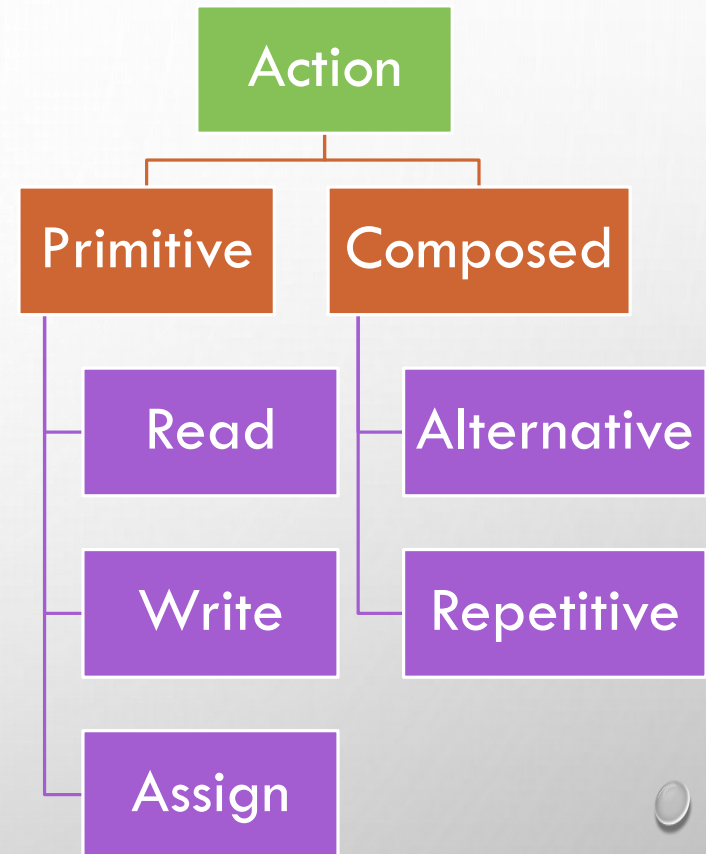 Action
Primitive
Composed
Read
Alternative
Write
Repetitive
Assign